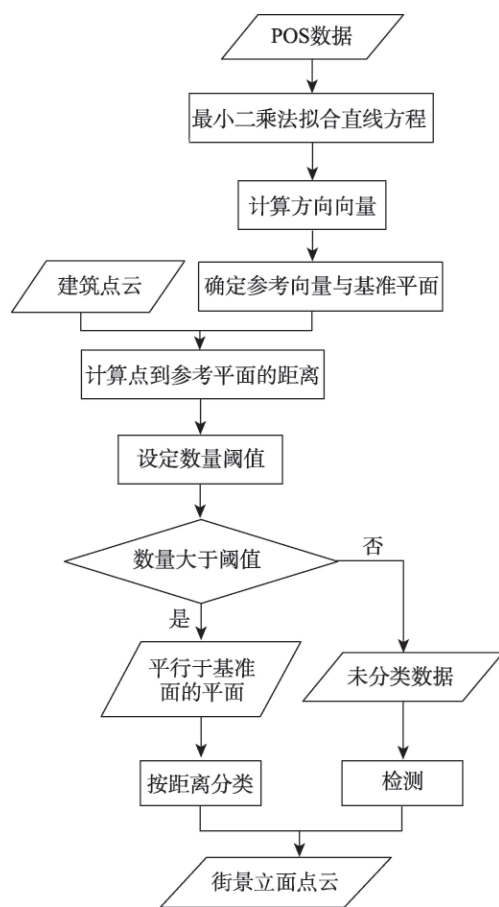 POS数据
最小二乘法拟合直线方程
计算方向向量
建筑点云
确定参考向量与基准平面
计算点到参考平面的距离
设定数量阈值
数量大于阈值
否
是
平行于基准
面的平面
未分类数据
按距离分类
检测
街景立面点云